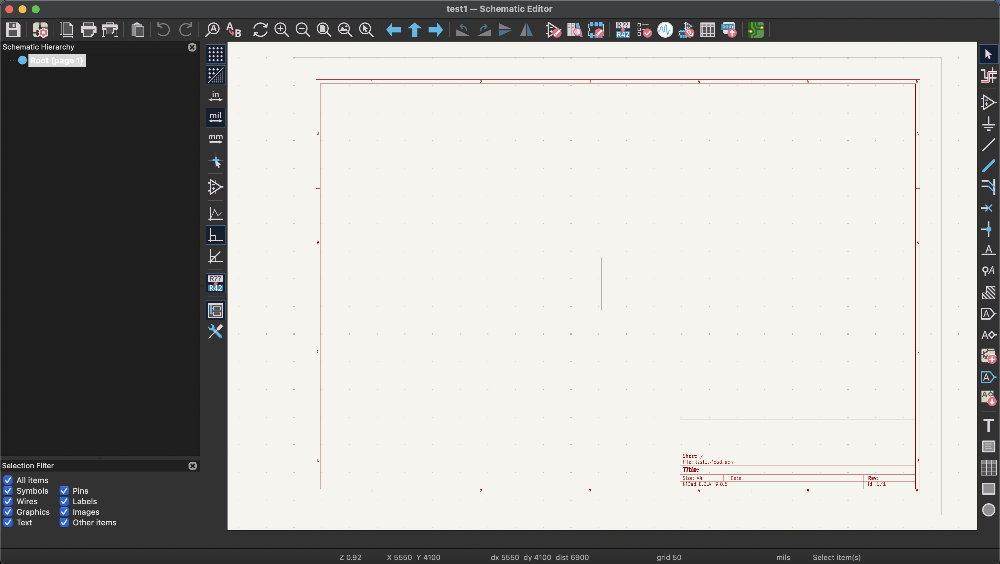 test1 — Schematic Editor
A
A
B
R??
R42
.bom
Schematic Hierarchy
Root (page 1)
in
mil
mm
R??
R42
1 2 3 4 5 6
A A
B B
C C
D D
1 2 3 4 5 6
Sheet: /
File: test1.kicad_sch
Title:
Size: A4 Date: Rev:
KiCad E.D.A. 9.0.5 Id: 1/1
A
A
A
A
A
A
T
Selection Filter
All items
Symbols Pins
Wires Labels
Graphics Images
Text Other items
Z 0.92 X 5550 Y 4100 dx 5550 dy 4100 dist 6900 grid 50 mils Select item(s)